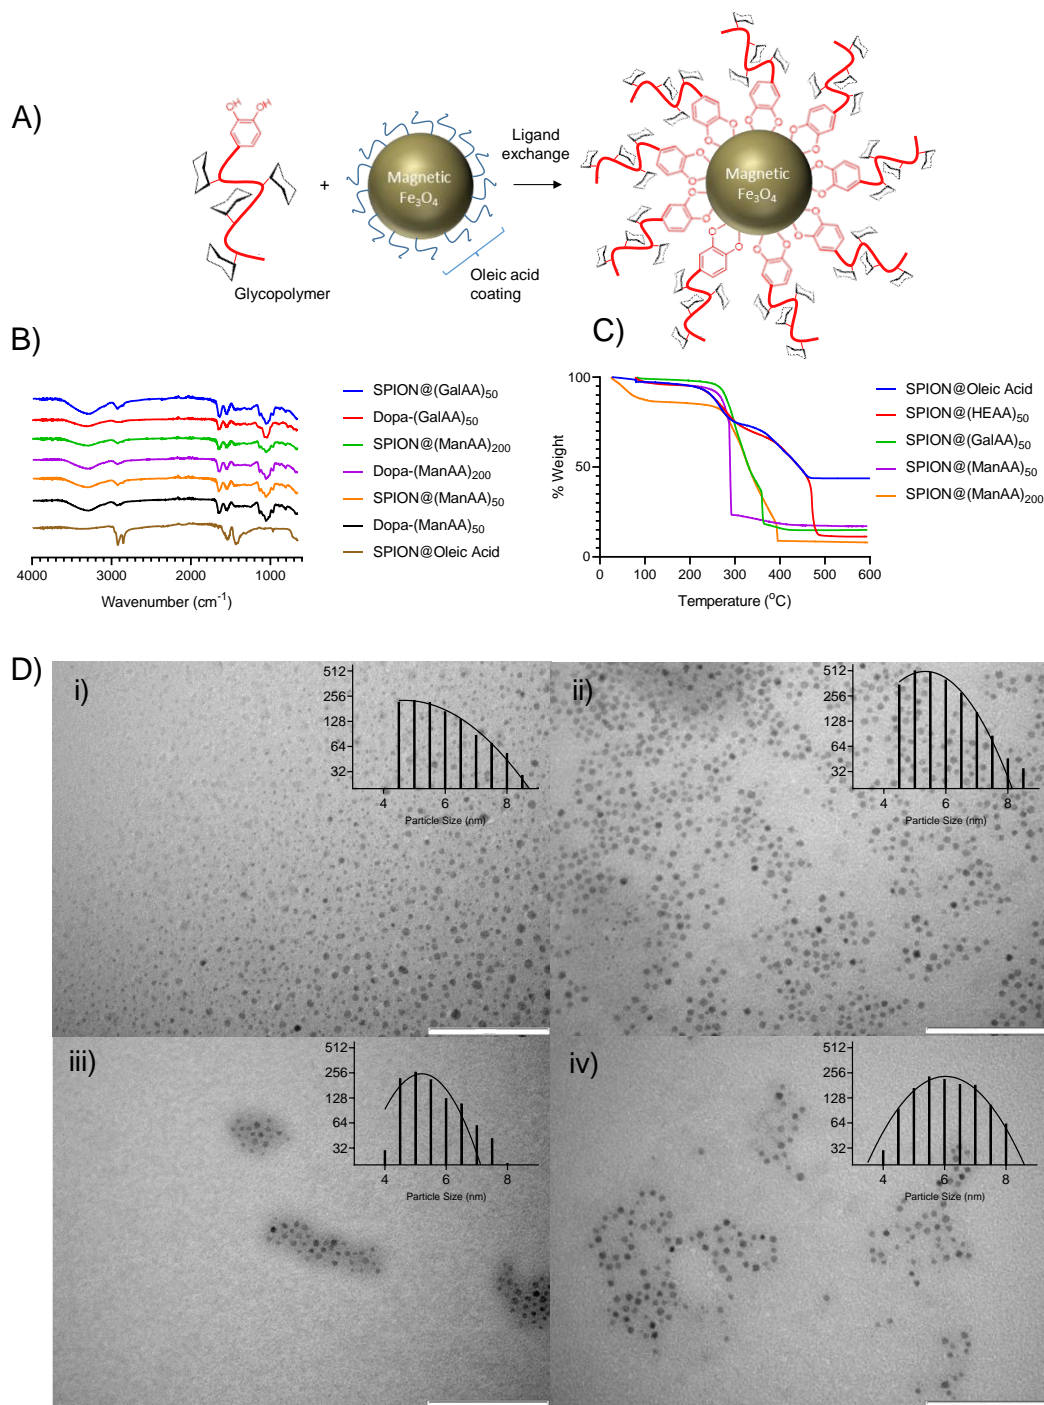 A)
OH
OH
Glycopolymer
+
Magnetic
Fe₃O₄
Oleic acid
coating
Ligand
exchange
Magnetic
Fe₃O₄
O O
O O
O O
O O
O O
O O
O O
O O
O O
O O
B)
SPION@(GalAA)₅₀
Dopa-(GalAA)₅₀
SPION@(ManAA)₂₀₀
Dopa-(ManAA)₂₀₀
SPION@(ManAA)₅₀
Dopa-(ManAA)₅₀
SPION@Oleic Acid
4000 3000 2000 1000
Wavenumber (cm⁻¹)
C)
100
50
0
% Weight
0 100 200 300 400 500 600
Temperature (°C)
SPION@Oleic Acid
SPION@(HEAA)₅₀
SPION@(GalAA)₅₀
SPION@(ManAA)₅₀
SPION@(ManAA)₂₀₀
D)
i)
512
256
128
64
32
4 6 8
Particle Size (nm)
ii)
512
256
128
64
32
4 6 8
Particle Size (nm)
iii)
512
256
128
64
32
4 6 8
Particle Size (nm)
iv)
512
256
128
64
32
4 6 8
Particle Size (nm)